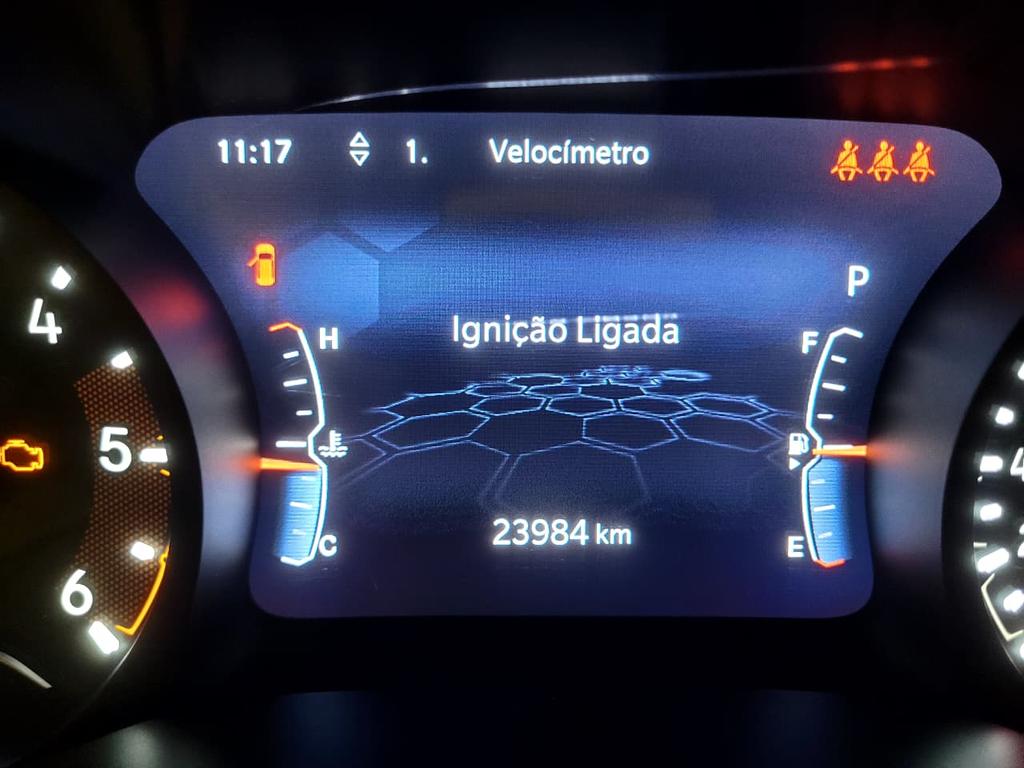 11:17 1. Velocímetro
P
H
Ignição Ligada
F
4
5
6
23984 km
C
E